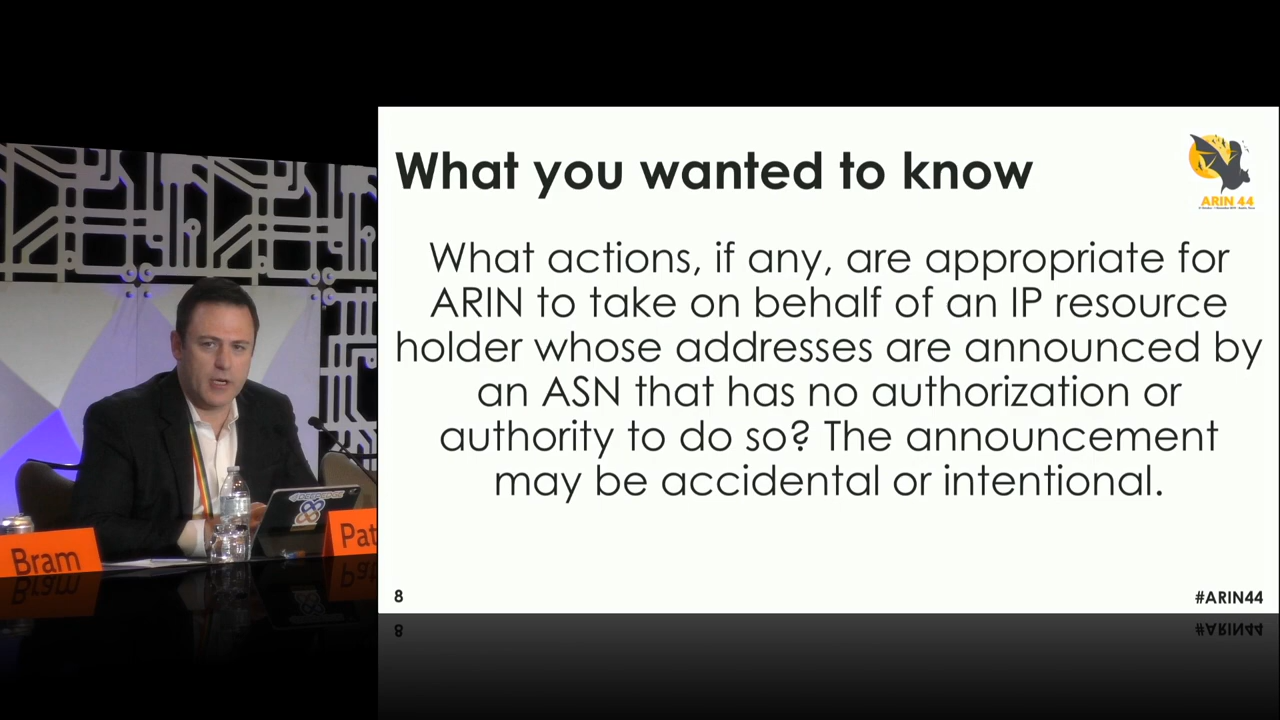 What you wanted to know
ARIN 44
What actions, if any, are appropriate for
ARIN to take on behalf of an IP resource
holder whose addresses are announced by
an ASN that has no authorization or
authority to do so? The announcement
may be accidental or intentional.
8
#ARIN44
Bram
Pat